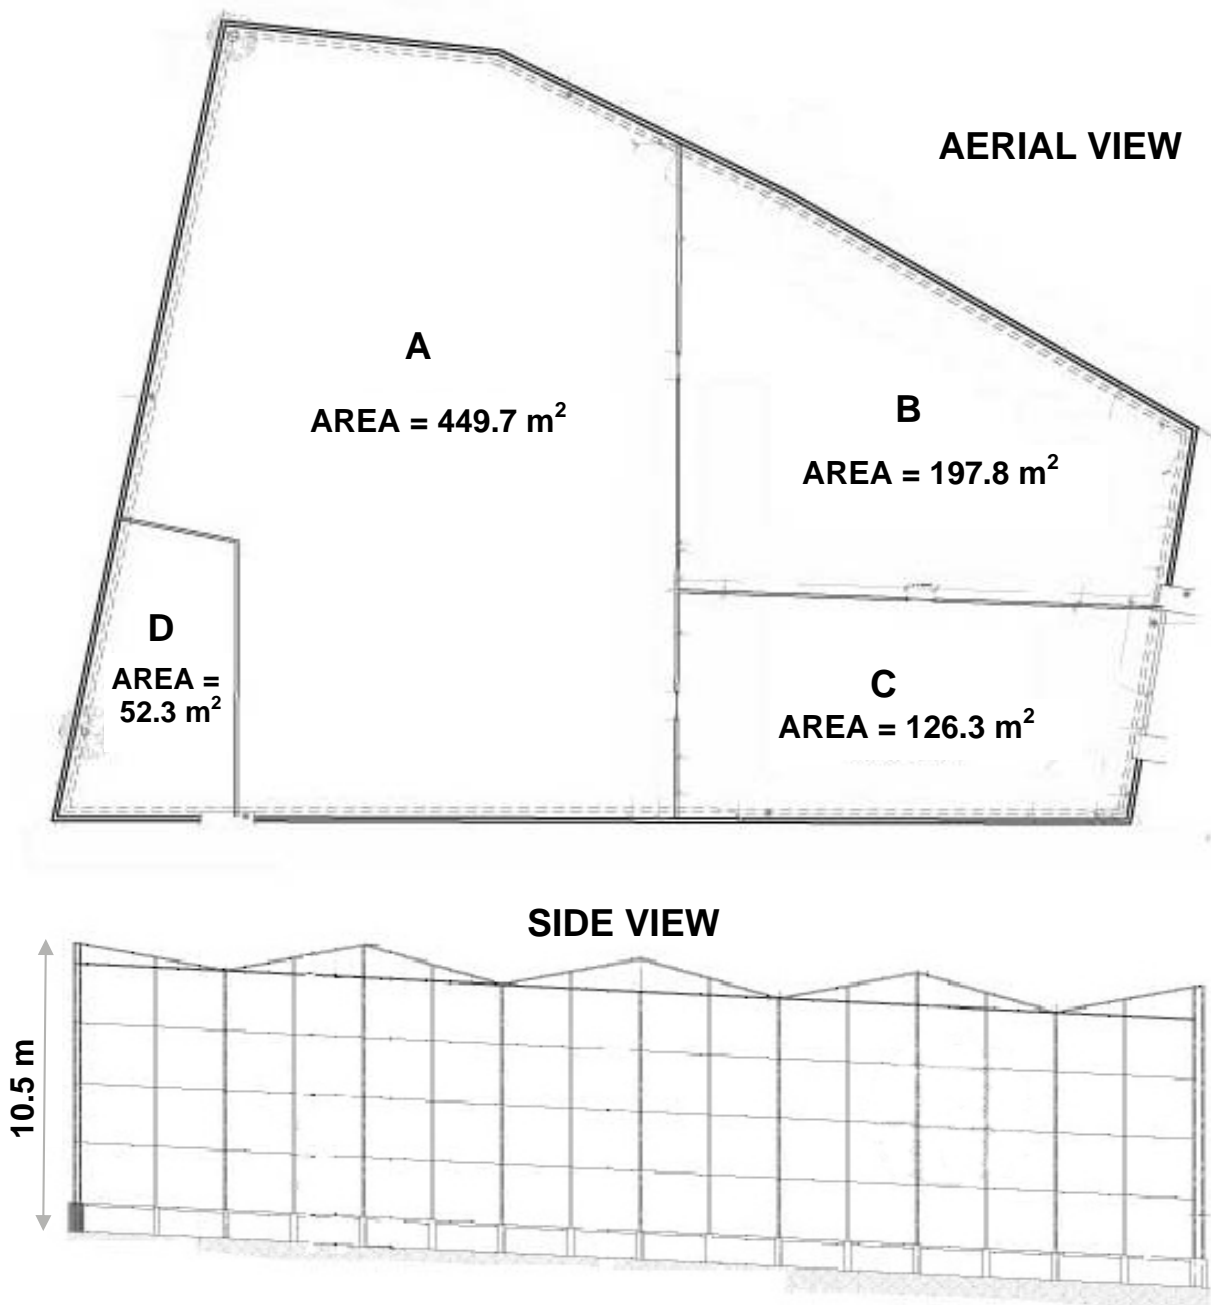 AERIAL VIEW
A
AREA = 449.7 m²
B
AREA = 197.8 m²
D
AREA =
52.3 m²
C
AREA = 126.3 m²
SIDE VIEW
10.5 m